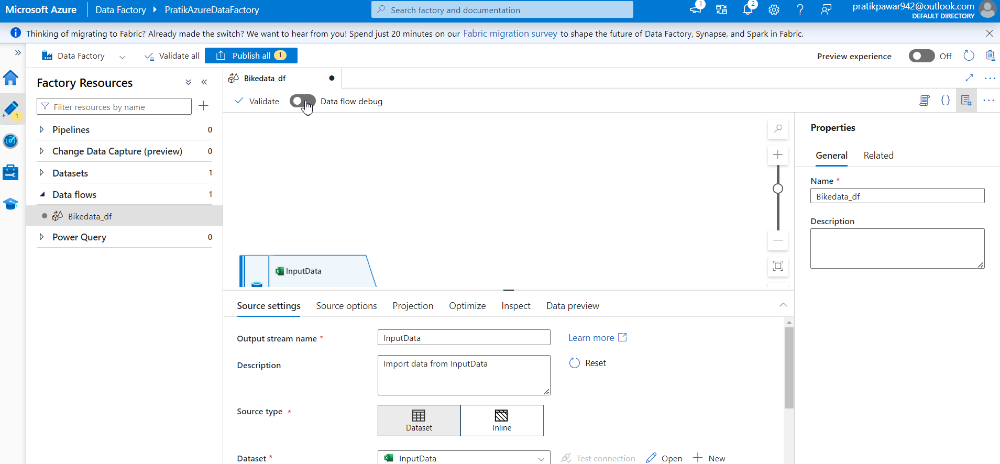 Microsoft Azure
Data Factory
PratikAzureDataFactory
Search factory and documentation
1
2
pratikpawar942@outlook.com
DEFAULT DIRECTORY
Thinking of migrating to Fabric? Already made the switch? We want to hear from you! Spend just 20 minutes on our Fabric migration survey to shape the future of Data Factory, Synapse, and Spark in Fabric.
Data Factory
Validate all
Publish all 1
Preview experience
Off
1
Factory Resources
Filter resources by name
Pipelines 0
Change Data Capture (preview) 0
Datasets 1
Data flows 1
Bikedata_df
Power Query 0
Bikedata_df
Validate
Data flow debug
InputData
Source settings
Source options
Projection
Optimize
Inspect
Data preview
Output stream name *
InputData
Learn more
Description
Import data from InputData
Reset
Source type *
Dataset
Inline
Dataset *
InputData
Test connection
Open
New
Properties
General
Related
Name *
Bikedata_df
Description